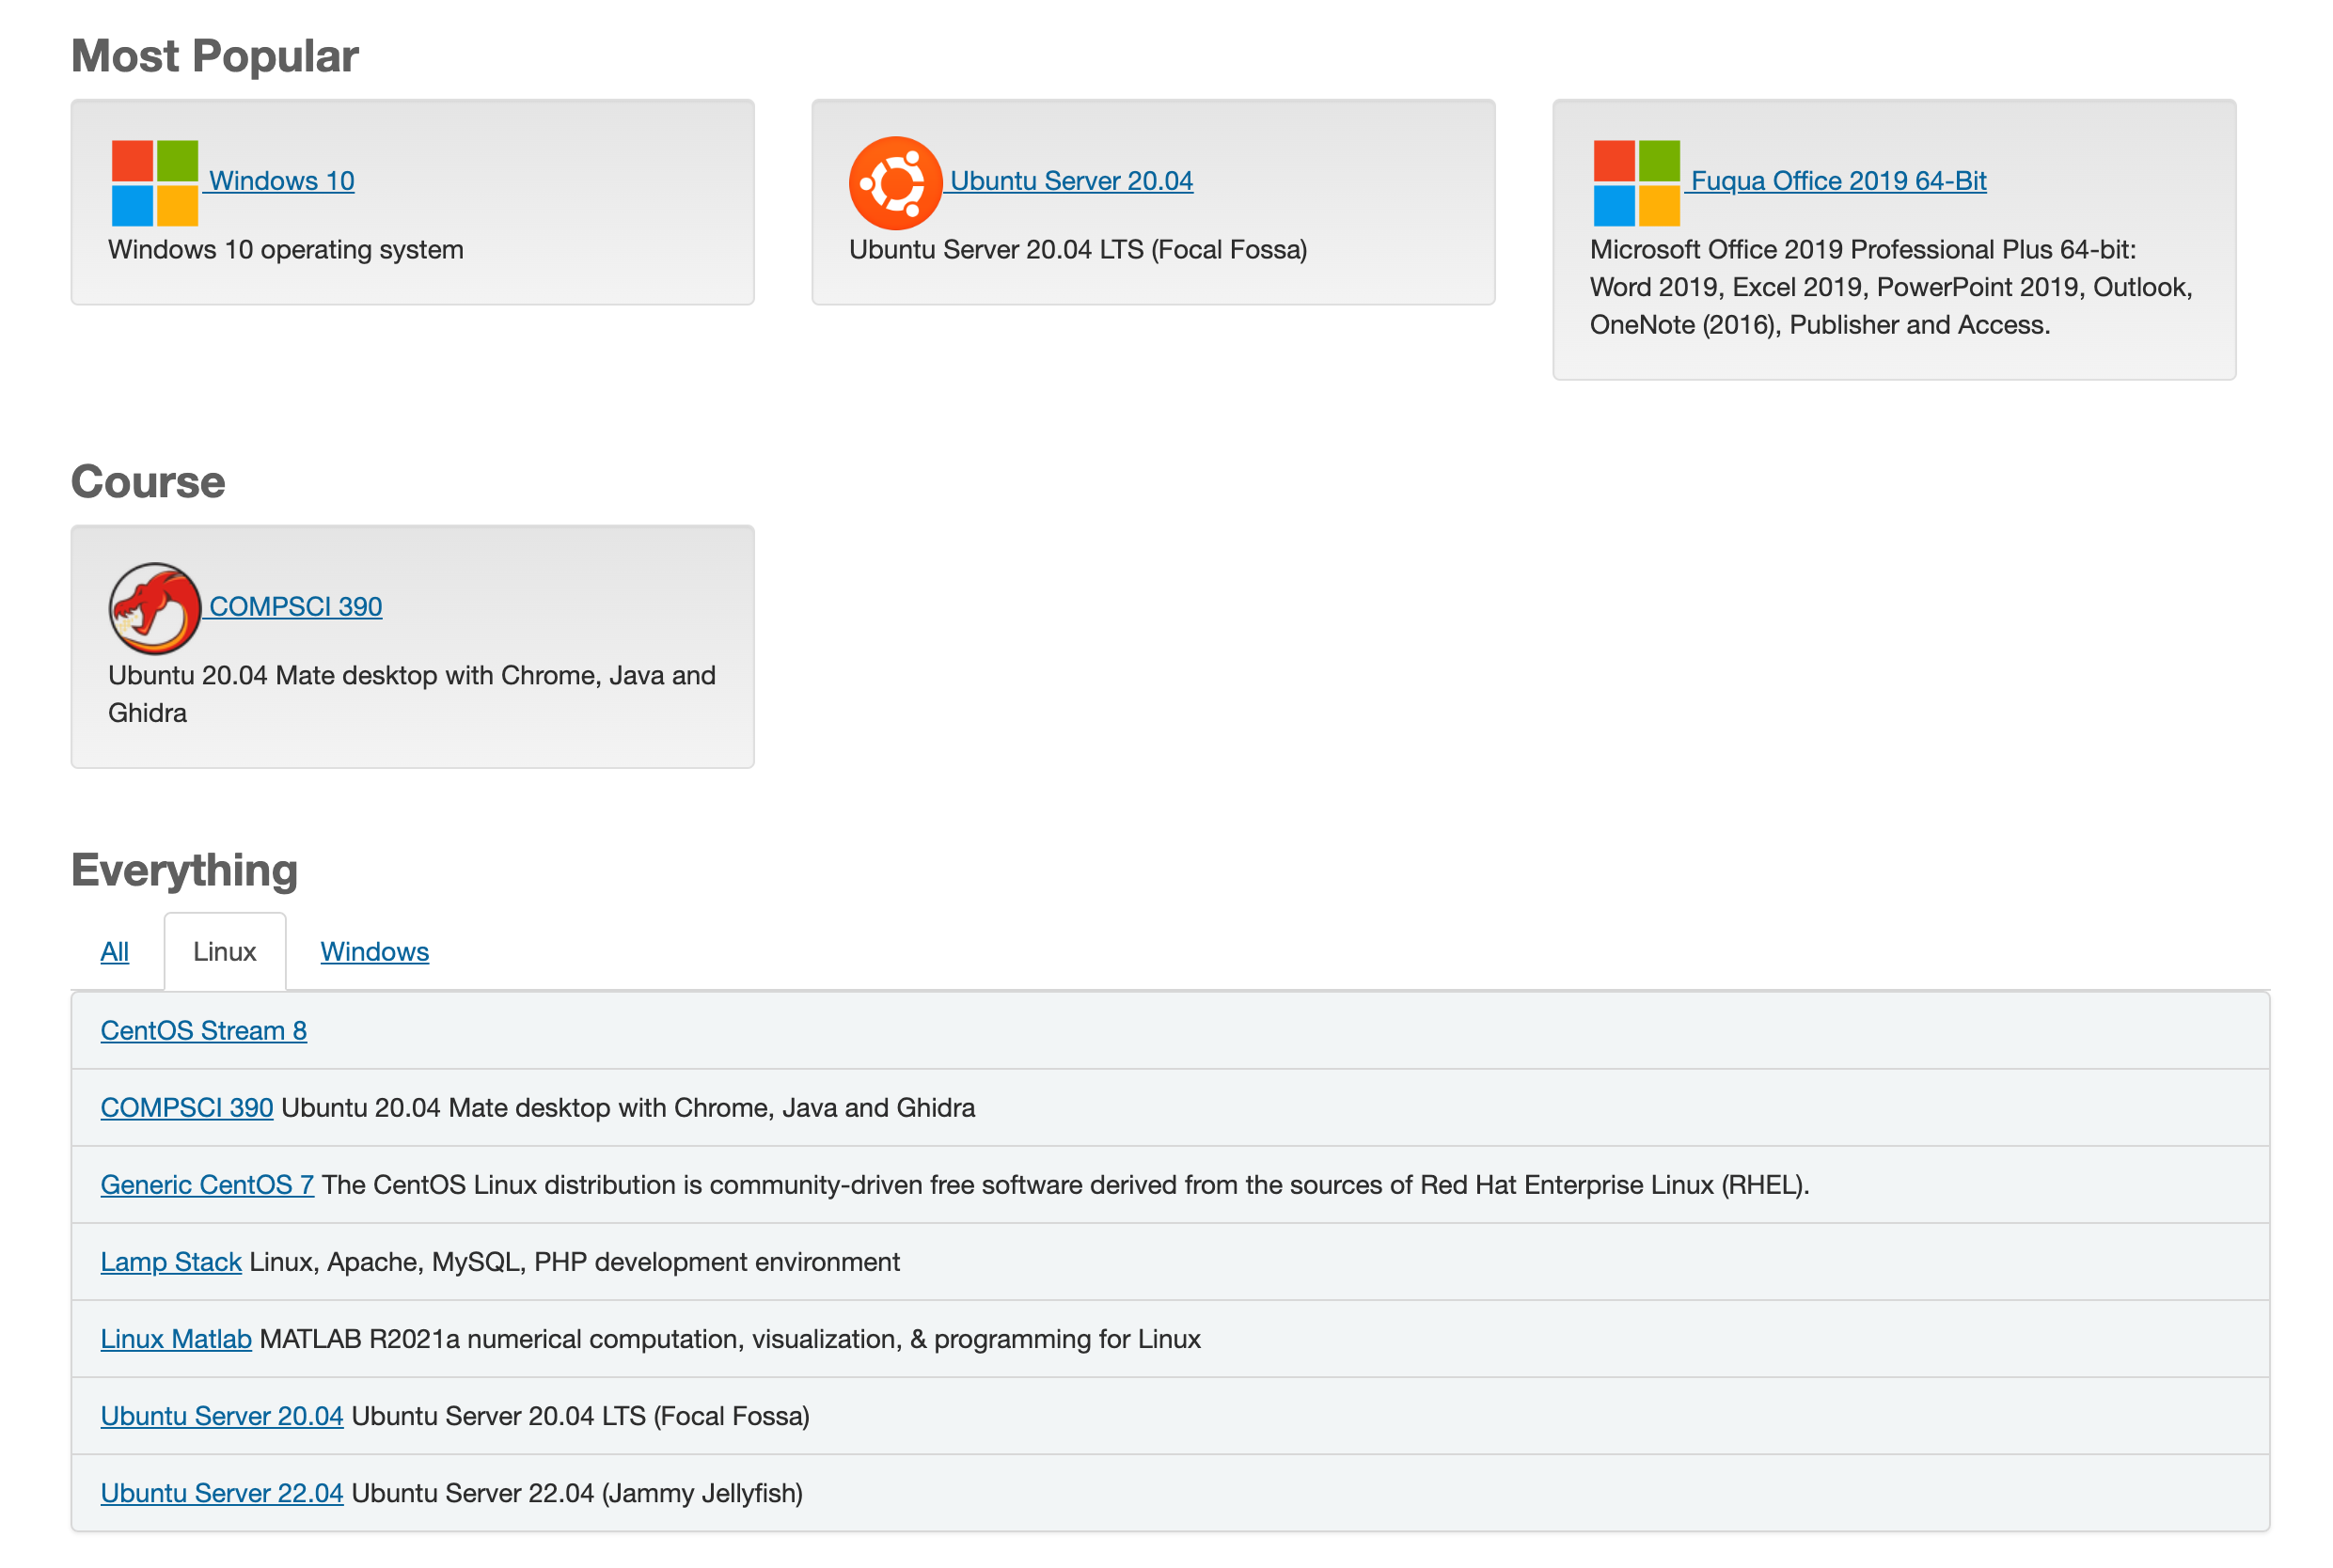 Most Popular
Windows 10
Windows 10 operating system
Ubuntu Server 20.04
Ubuntu Server 20.04 LTS (Focal Fossa)
Fuqua Office 2019 64-Bit
Microsoft Office 2019 Professional Plus 64-bit:
Word 2019, Excel 2019, PowerPoint 2019, Outlook,
OneNote (2016), Publisher and Access.
Course
COMPSCI 390
Ubuntu 20.04 Mate desktop with Chrome, Java and
Ghidra
Everything
All Linux Windows
CentOS Stream 8
COMPSCI 390 Ubuntu 20.04 Mate desktop with Chrome, Java and Ghidra
Generic CentOS 7 The CentOS Linux distribution is community-driven free software derived from the sources of Red Hat Enterprise Linux (RHEL).
Lamp Stack Linux, Apache, MySQL, PHP development environment
Linux Matlab MATLAB R2021a numerical computation, visualization, & programming for Linux
Ubuntu Server 20.04 Ubuntu Server 20.04 LTS (Focal Fossa)
Ubuntu Server 22.04 Ubuntu Server 22.04 (Jammy Jellyfish)